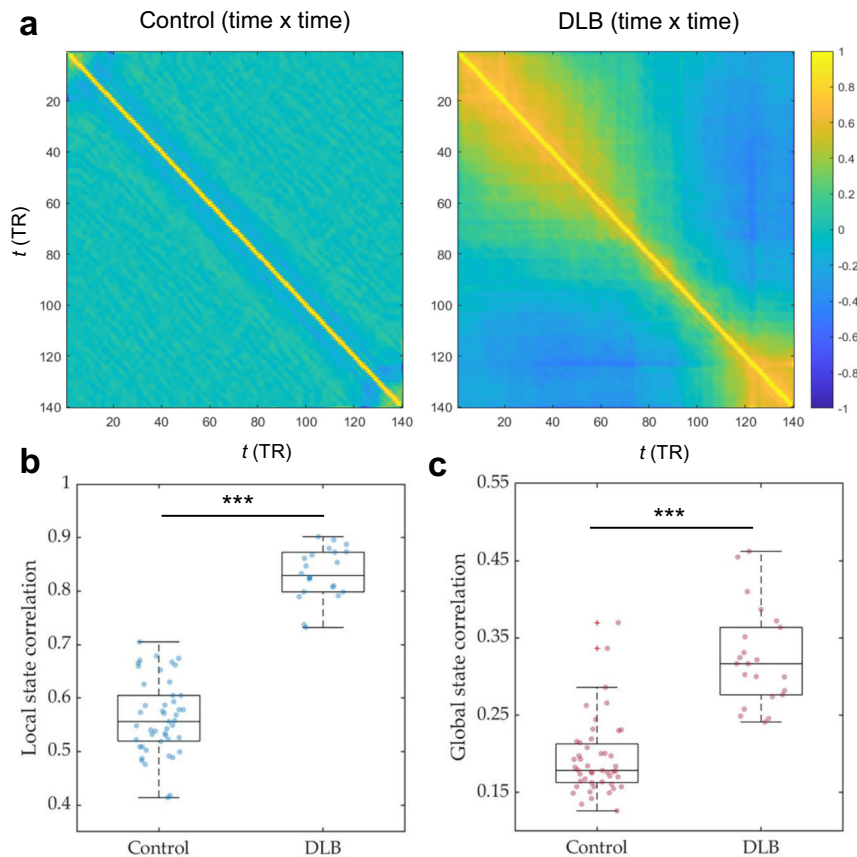 a
Control (time x time)
DLB (time x time)
20
40
60
80
100
120
140
t (TR)
20 40 60 80 100 120 140
20 40 60 80 100 120 140
1
0.8
0.6
0.4
0.2
0
-0.2
-0.4
-0.6
-0.8
-1
20
40
60
80
100
120
140
t (TR)
t (TR)
b
1
0.9
0.8
0.7
0.6
0.5
0.4
Local state correlation
***
Control DLB
c
0.55
0.45
0.35
0.25
0.15
Global state correlation
***
Control DLB